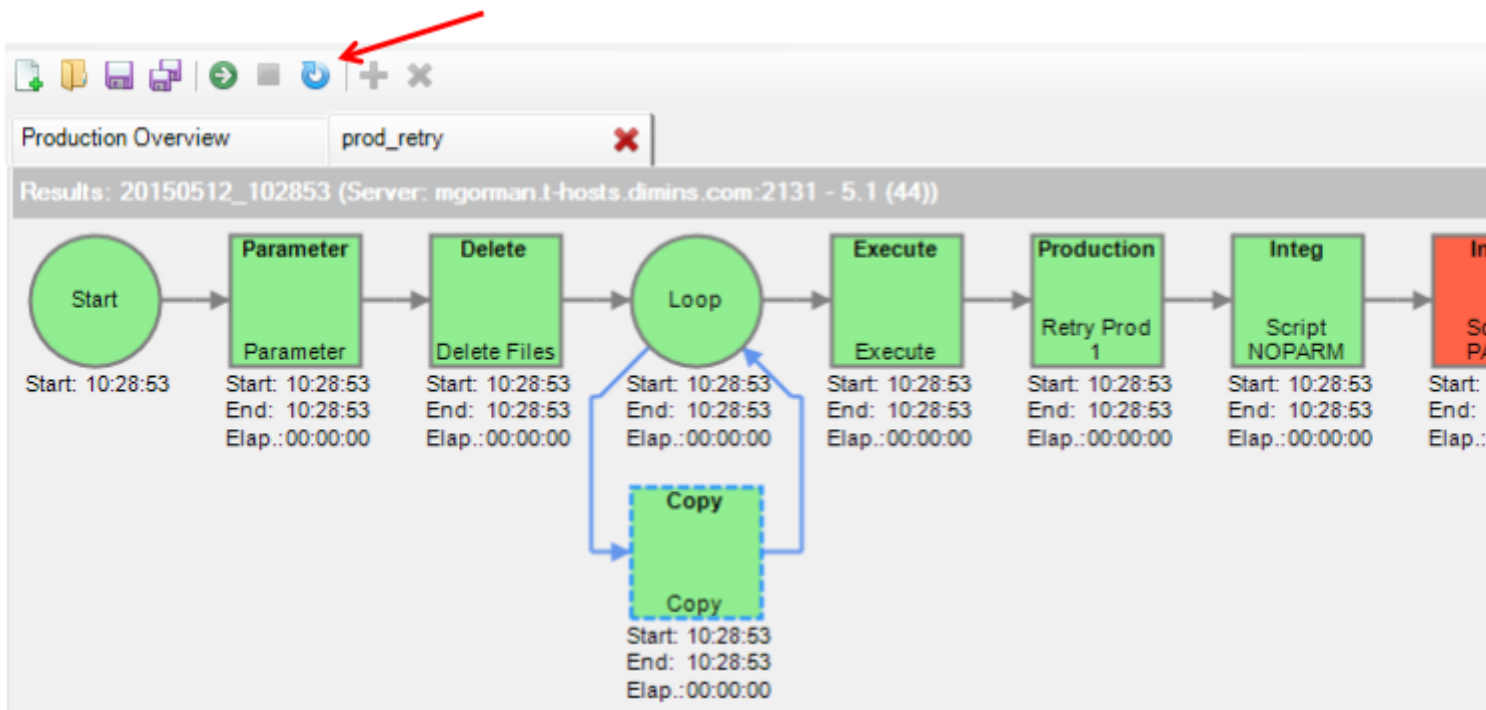 Production Overview
prod_retry
Results: 20150512_102853 (Server: mgorman.t-hosts.dimins.com:2131 - 5.1 (44))
Start
Start: 10:28:53
Parameter
Parameter
Start: 10:28:53
End: 10:28:53
Elap.:00:00:00
Delete
Delete Files
Start: 10:28:53
End: 10:28:53
Elap.:00:00:00
Loop
Start: 10:28:53
End: 10:28:53
Elap.:00:00:00
Copy
Copy
Start: 10:28:53
End: 10:28:53
Elap.:00:00:00
Execute
Execute
Start: 10:28:53
End: 10:28:53
Elap.:00:00:00
Production
Retry Prod
1
Start: 10:28:53
End: 10:28:53
Elap.:00:00:00
Integ
Script
NOPARM
Start: 10:28:53
End: 10:28:53
Elap.:00:00:00
Start:
End:
Elap.: